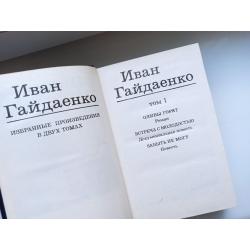 Иван
Гайдаенко
ИЗБРАННЫЕ ПРОИЗВЕДЕНИЯ
В ДВУХ ТОМАХ
Иван
Гайдаенко
ТОМ 1
ОЛИВЫ ГОРЯТ
Роман
ВСТРЕЧА С МОЛОДОСТЬЮ
Документальная повесть
ЗАБЫТЬ НЕ МОГУ
Повесть